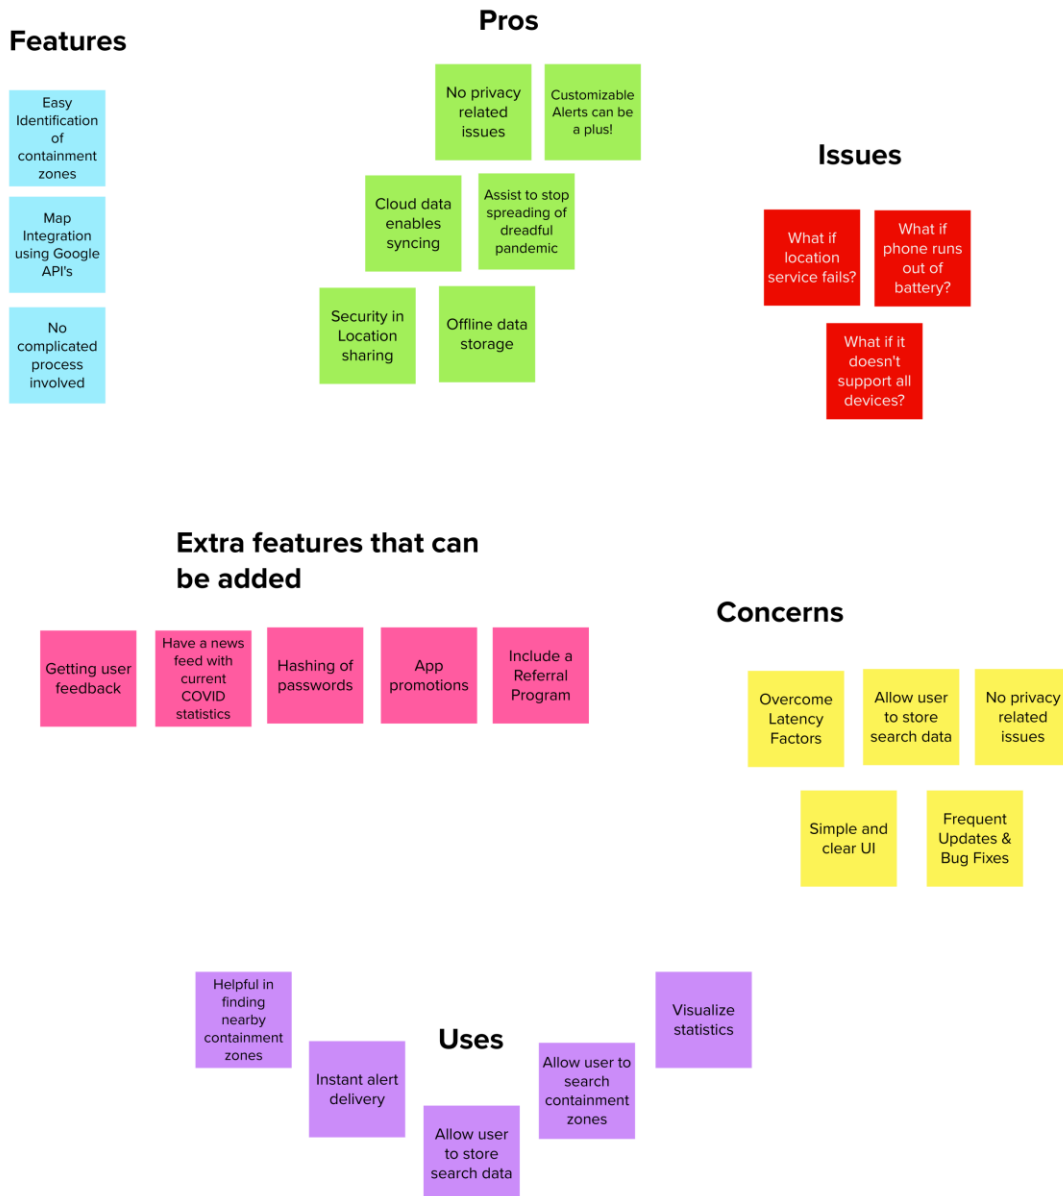 Features
Easy
Identification
of
containment
zones
Map
Integration
using Google
API's
No
complicated
process
involved
Pros
No privacy
related
issues
Customizable
Alerts can be
a plus!
Cloud data
enables
syncing
Assist to stop
spreading of
dreadful
pandemic
Security in
Location
sharing
Offline data
storage
Issues
What if
location
service fails?
What if
phone runs
out of
battery?
What if it
doesn't
support all
devices?
Extra features that can
be added
Getting user
feedback
Have a news
feed with
current
COVID
statistics
Hashing of
passwords
App
promotions
Include a
Referral
Program
Concerns
Overcome
Latency
Factors
Allow user
to store
search data
No privacy
related
issues
Simple and
clear UI
Frequent
Updates &
Bug Fixes
Uses
Helpful in
finding
nearby
containment
zones
Instant alert
delivery
Allow user
to store
search data
Allow user to
search
containment
zones
Visualize
statistics